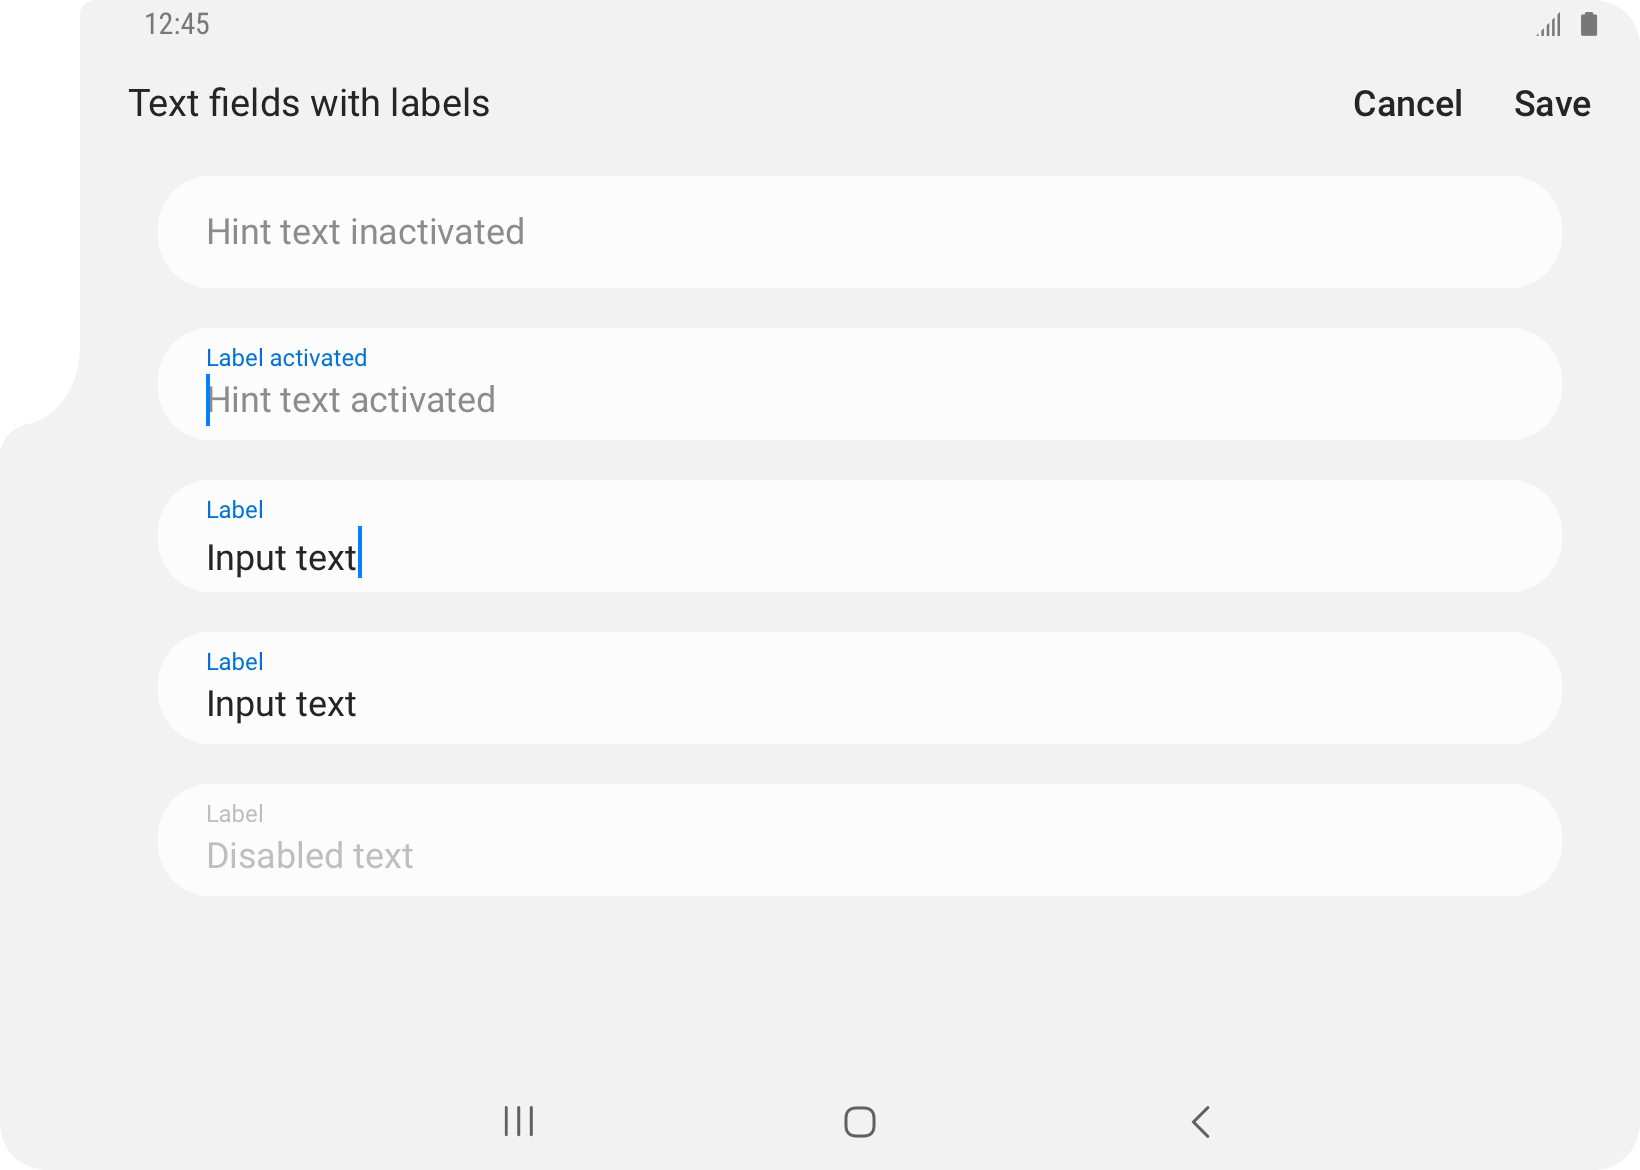 12:45
Text fields with labels
Cancel
Save
Hint text inactivated
Label activated
Hint text activated
Label
Input text
Label
Input text
Label
Disabled text